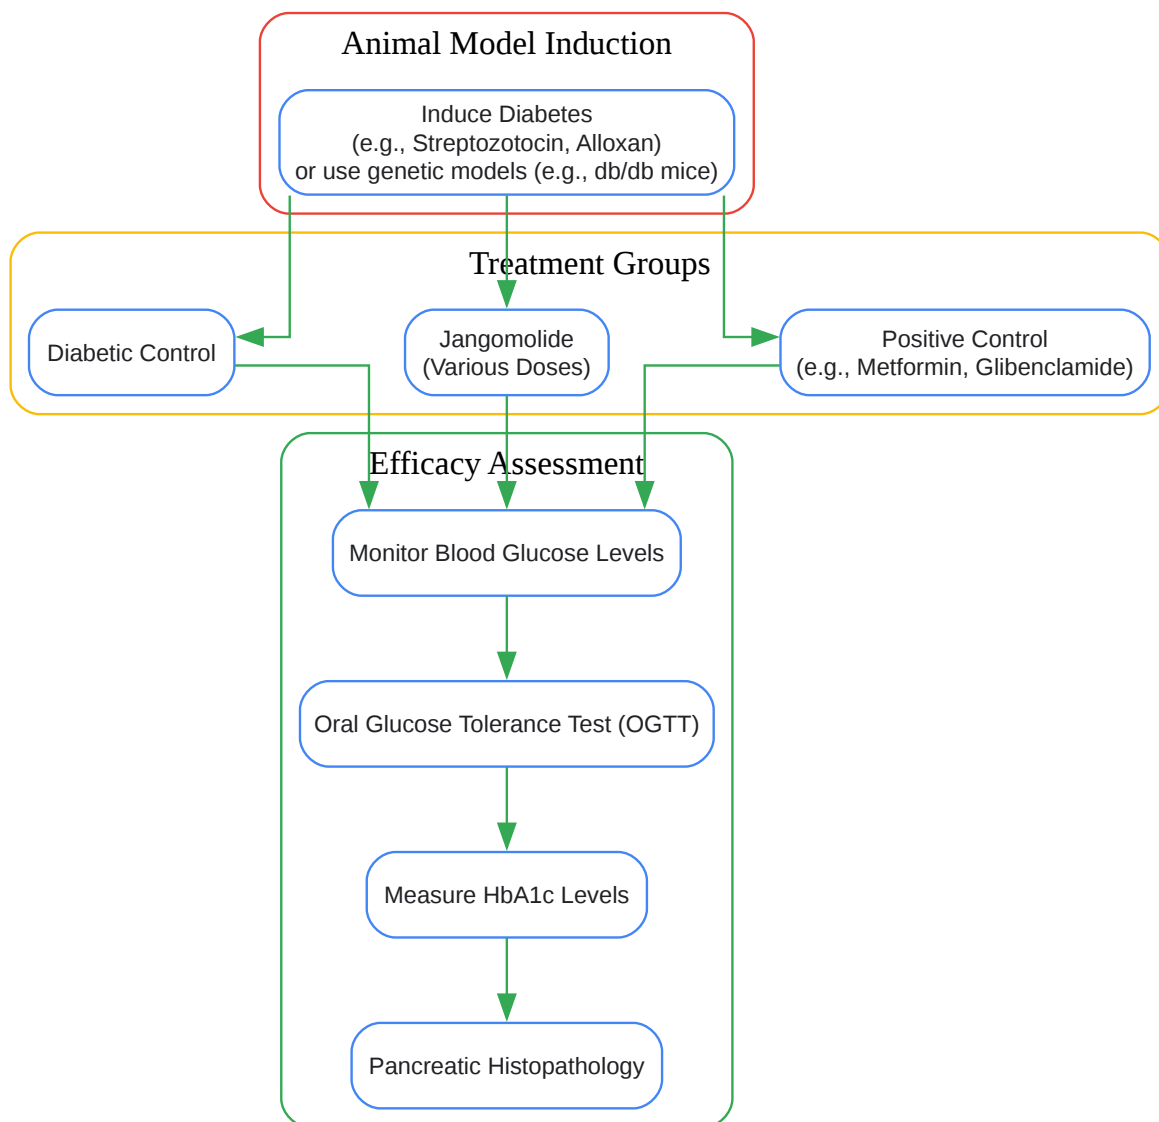 Animal Model Induction
Induce Diabetes
(e.g., Streptozotocin, Alloxan)
or use genetic models (e.g., db/db mice)
Treatment Groups
Diabetic Control
Jangomolide
(Various Doses)
Positive Control
(e.g., Metformin, Glibenclamide)
Efficacy Assessment
Monitor Blood Glucose Levels
Oral Glucose Tolerance Test (OGTT)
Measure HbA1c Levels
Pancreatic Histopathology